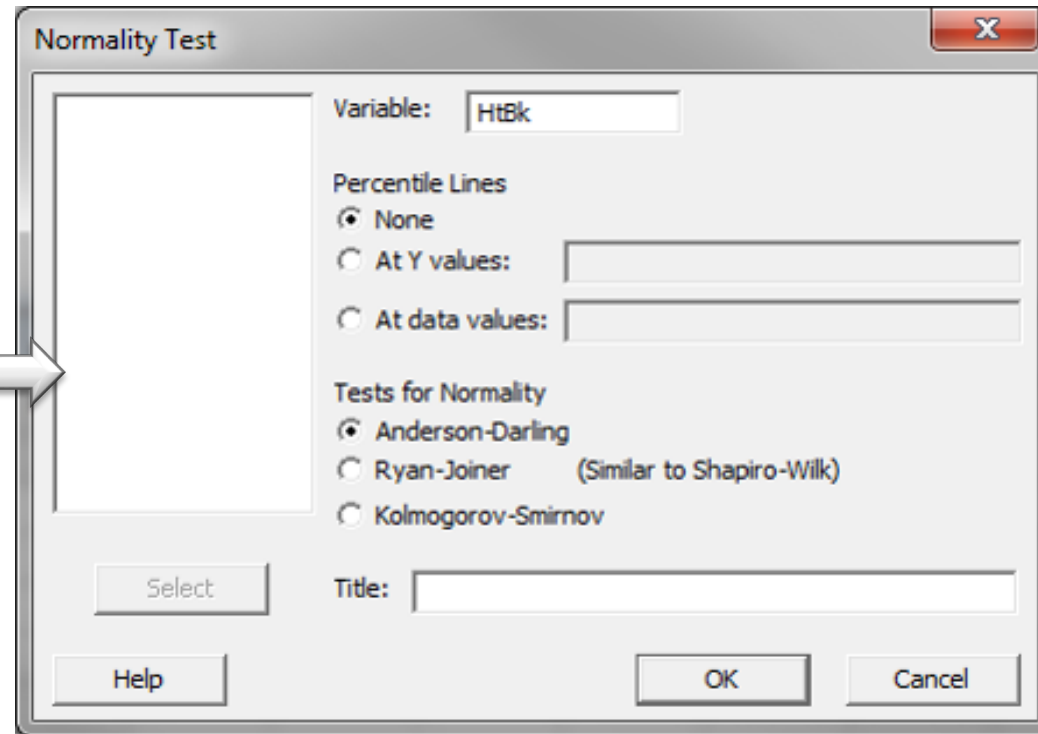 Normality Test
Variable: HtBk
Percentile Lines
None
At Y values:
At data values:
Tests for Normality
Anderson-Darling
Ryan-Joiner (Similar to Shapiro-Wilk)
Kolmogorov-Smirnov
Select
Title:
Help
OK
Cancel